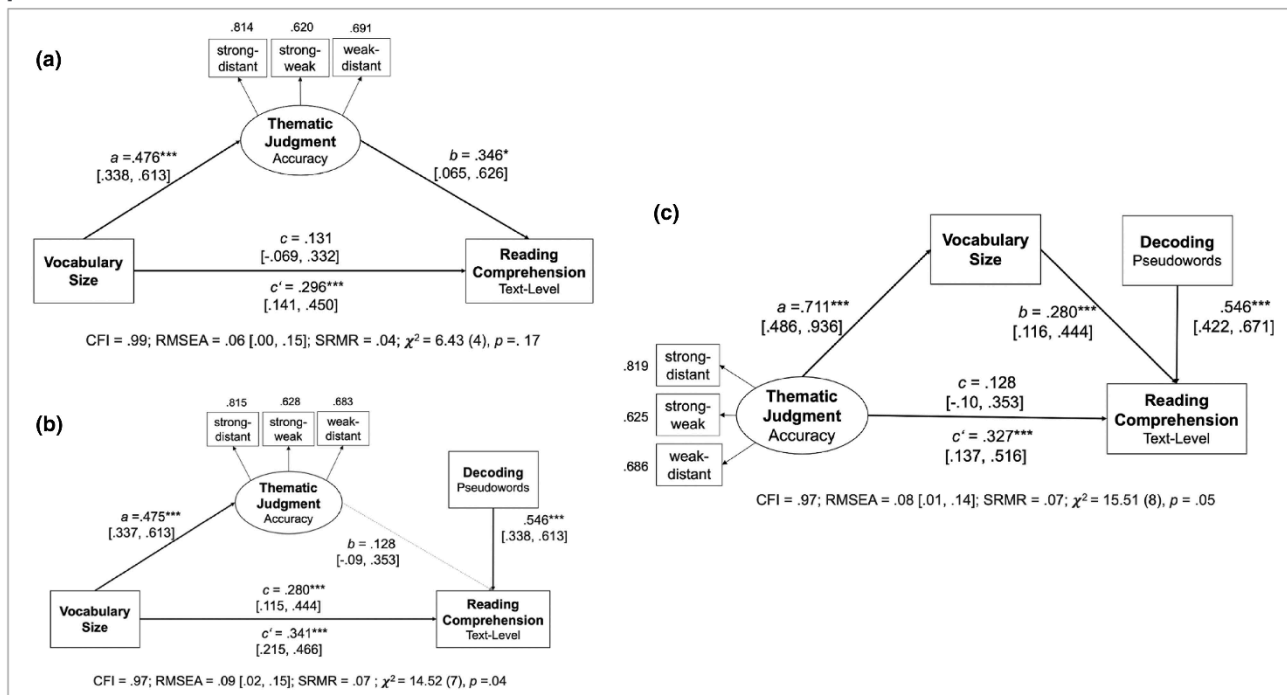 (a)
.814
.620
.691
strong-
distant
strong-
weak
weak-
distant
Thematic
Judgment
Accuracy
a =.476***
[.338, .613]
b = .346*
[.065, .626]
Vocabulary
Size
c = .131
[-.069, .332]
c' = .296***
[.141, .450]
Reading
Comprehension
Text-Level
CFI = .99; RMSEA = .06 [.00, .15]; SRMR = .04; χ² = 6.43 (4), p =. 17
(b)
.815
.628
.683
strong-
distant
strong-
weak
weak-
distant
Thematic
Judgment
Accuracy
Decoding
Pseudowords
a =.475***
[.337, .613]
b = .128
[-.09, .353]
.546***
[.338, .613]
Vocabulary
Size
c = .280***
[.115, .444]
c' = .341***
[.215, .466]
Reading
Comprehension
Text-Level
CFI = .97; RMSEA = .09 [.02, .15]; SRMR = .07 ; χ² = 14.52 (7), p =.04
(c)
Vocabulary
Size
Decoding
Pseudowords
a =.711***
[.486, .936]
b = .280***
[.116, .444]
.546***
[.422, .671]
.819
strong-
distant
.625
strong-
weak
.686
weak-
distant
Thematic
Judgment
Accuracy
c = .128
[-.10, .353]
c' = .327***
[.137, .516]
Reading
Comprehension
Text-Level
CFI = .97; RMSEA = .08 [.01, .14]; SRMR = .07; χ² = 15.51 (8), p = .05